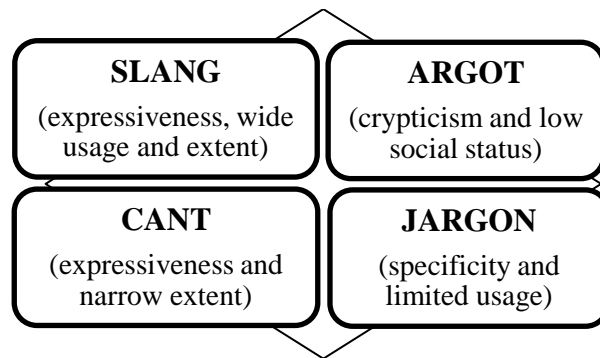 SLANG
(expressiveness, wide
usage and extent)
ARGOT
(crypticism and low
social status)
CANT
(expressiveness and
narrow extent)
JARGON
(specificity and
limited usage)